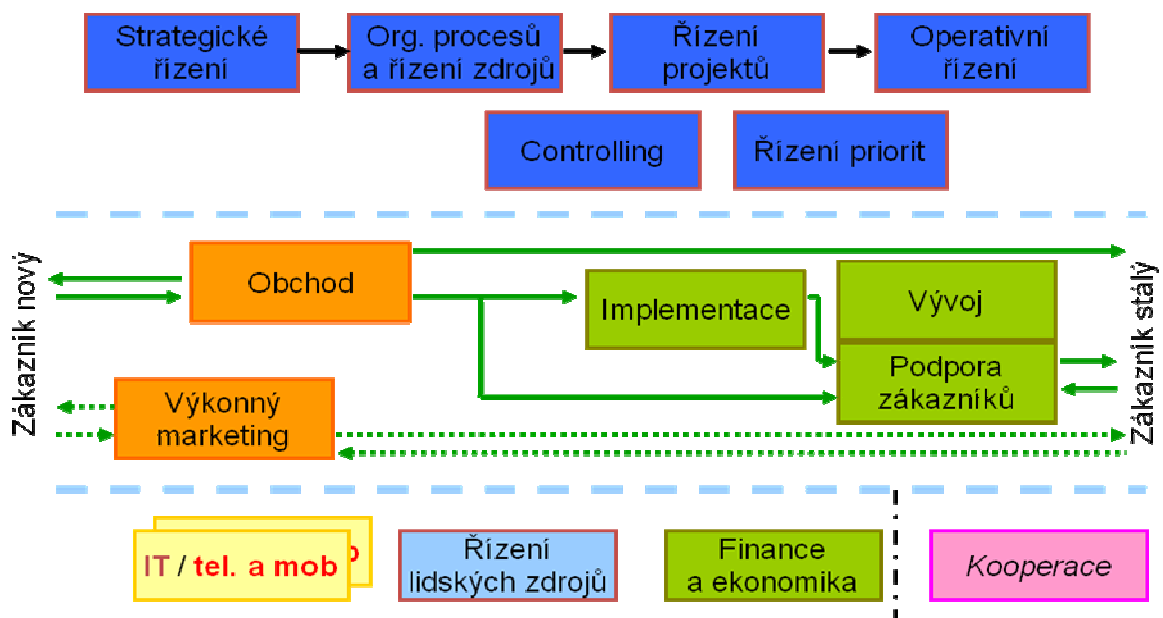 Strategické
řízení
Org. procesů
a řízení zdrojů
Řízení
projektů
Operativní
řízení
Controlling
Řízení priorit
Zákazník nový
Obchod
Implementace
Vývoj
Podpora
zákazníků
Zákazník stálý
Výkonný
marketing
IT / tel. a mob
Řízení
lidských zdrojů
Finance
a ekonomika
Kooperace